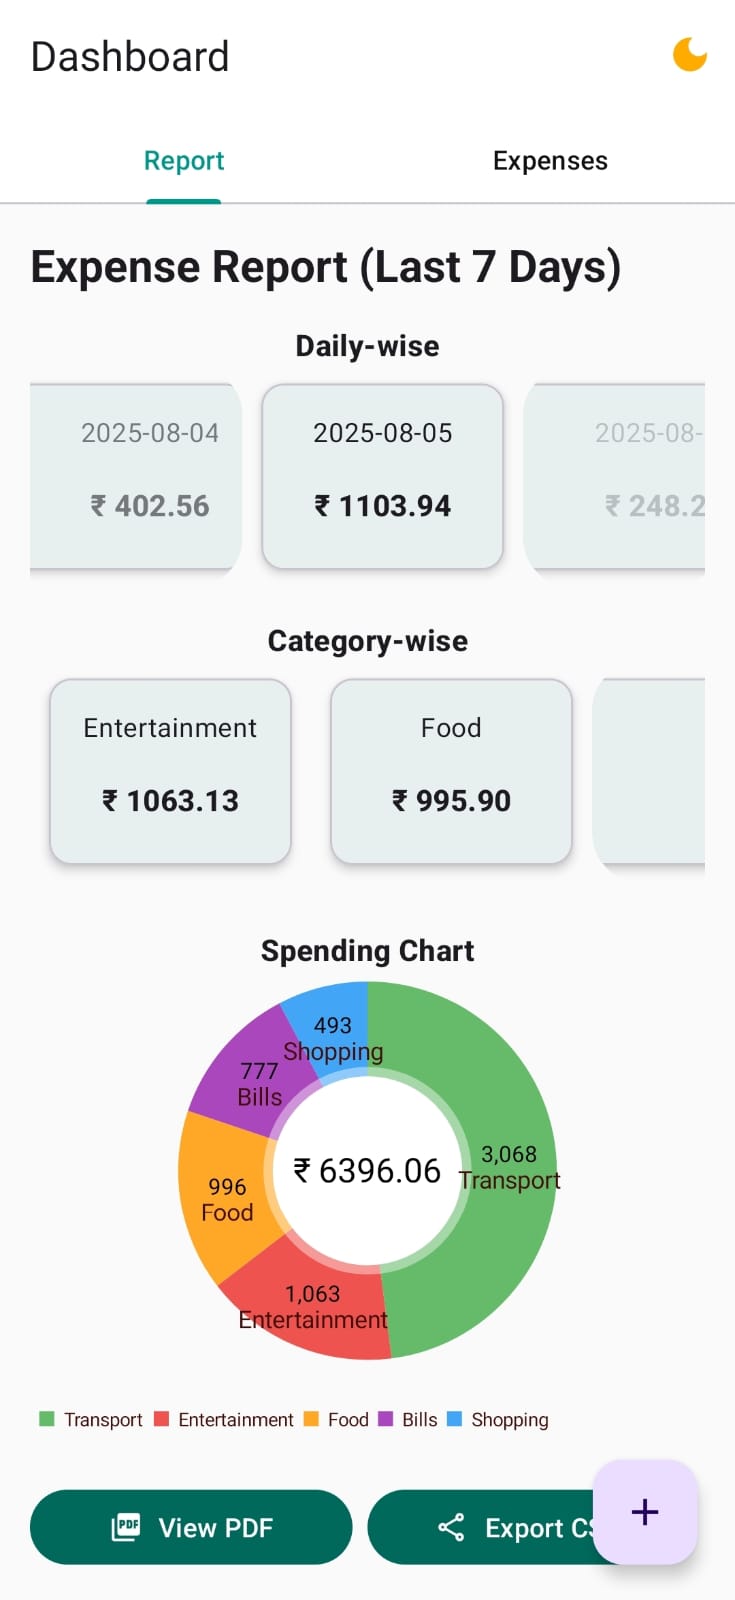 Dashboard
Report Expenses
Expense Report (Last 7 Days)
Daily-wise
2025-08-04 2025-08-05 2025-08-
₹ 402.56 ₹ 1103.94 ₹ 248.2
Category-wise
Entertainment Food
₹ 1063.13 ₹ 995.90
Spending Chart
493
Shopping
777
Bills
₹ 6396.06
3,068
Transport
996
Food
1,063
Entertainment
Transport Entertainment Food Bills Shopping
PDF View PDF Export CS
+